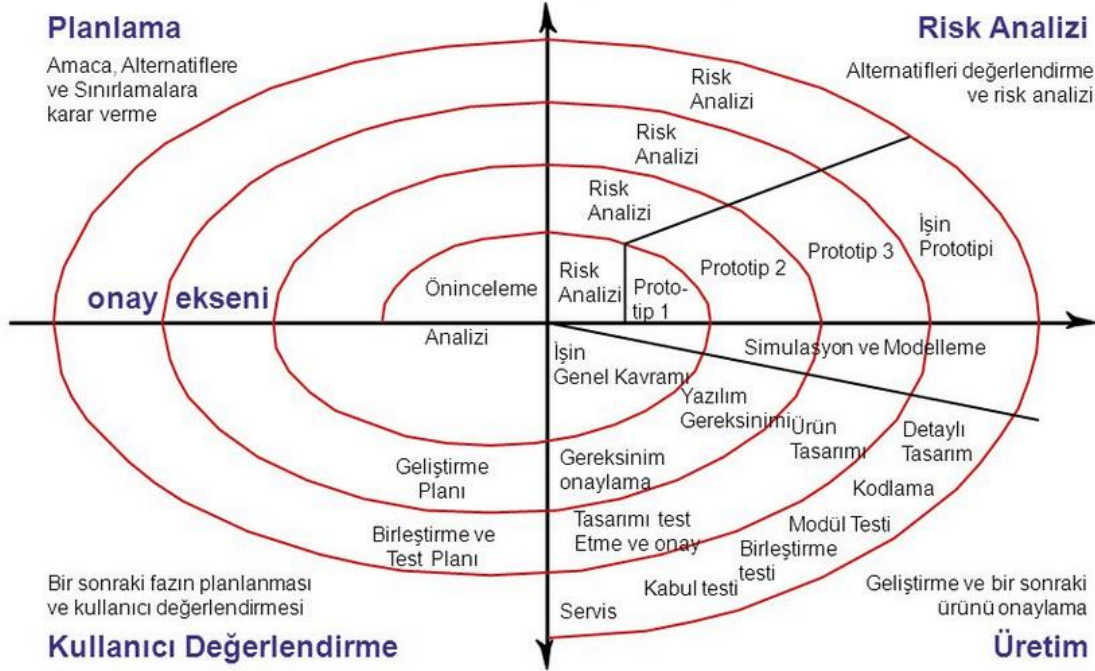 Planlama
Amaca, Alternatiflere
ve Sınırlamalara
karar verme
Risk Analizi
Alternatifleri değerlendirme
ve risk analizi
Risk
Analizi
Risk
Analizi
Risk
Analizi
Risk
Analizi
Proto-
tip 1
Prototip 2
Prototip 3
İşin
Prototipi
Öninceleme
onay ekseni
Analizi
İşin
Genel Kavramı
Simulasyon ve Modelleme
Yazılım
Gereksinimi
Ürün
Tasarımı
Detaylı
Tasarım
Geliştirme
Planı
Gereksinim
onaylama
Kodlama
Birleştirme ve
Test Planı
Tasarımı test
Etme ve onay
Modül Testi
Birleştirme
testi
Kabul testi
Servis
Bir sonraki fazın planlanması
ve kullanıcı değerlendirmesi
Kullanıcı Değerlendirme
Geliştirme ve bir sonraki
ürünü onaylama
Üretim